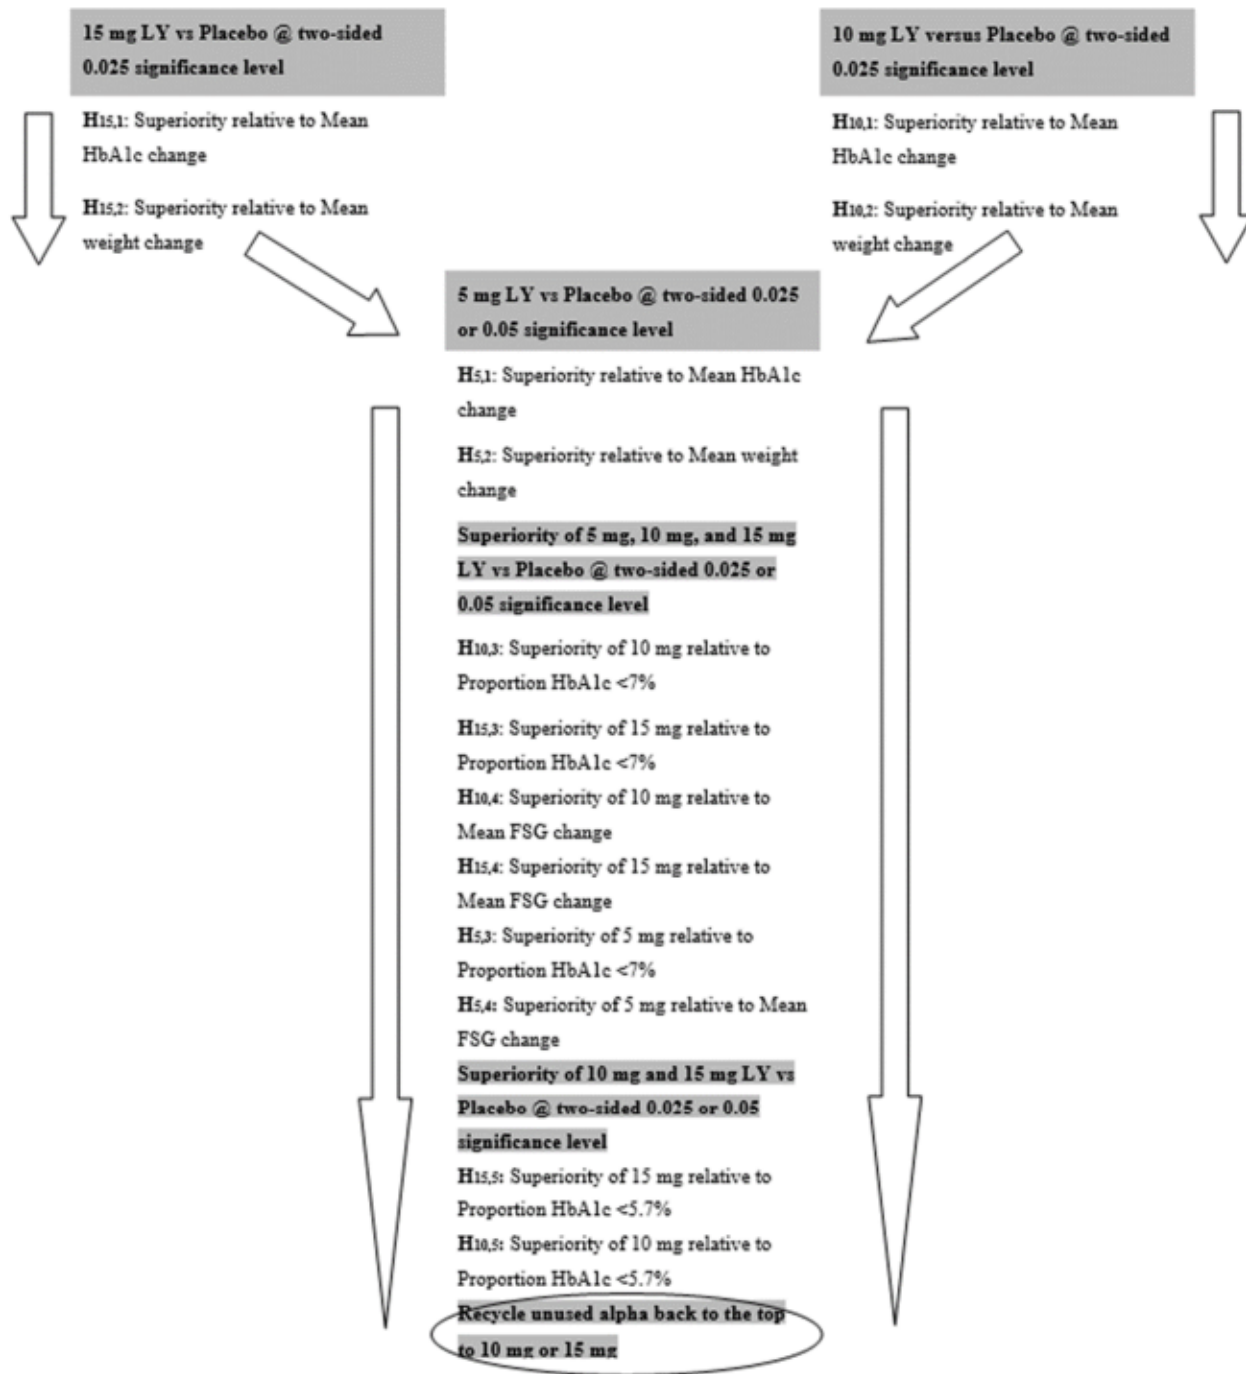 15 mg LY vs Placebo @ two-sided
0.025 significance level
H15,1: Superiority relative to Mean
HbA1c change
H15,2: Superiority relative to Mean
weight change
10 mg LY versus Placebo @ two-sided
0.025 significance level
H10,1: Superiority relative to Mean
HbA1c change
H10,2: Superiority relative to Mean
weight change
5 mg LY vs Placebo @ two-sided 0.025
or 0.05 significance level
H5,1: Superiority relative to Mean HbA1c
change
H5,2: Superiority relative to Mean weight
change
Superiority of 5 mg, 10 mg, and 15 mg
LY vs Placebo @ two-sided 0.025 or
0.05 significance level
H10,3: Superiority of 10 mg relative to
Proportion HbA1c <7%
H15,3: Superiority of 15 mg relative to
Proportion HbA1c <7%
H10,4: Superiority of 10 mg relative to
Mean FSG change
H15,4: Superiority of 15 mg relative to
Mean FSG change
H5,3: Superiority of 5 mg relative to
Proportion HbA1c <7%
H5,4: Superiority of 5 mg relative to Mean
FSG change
Superiority of 10 mg and 15 mg LY vs
Placebo @ two-sided 0.025 or 0.05
significance level
H15,5: Superiority of 15 mg relative to
Proportion HbA1c <5.7%
H10,5: Superiority of 10 mg relative to
Proportion HbA1c <5.7%
Recycle unused alpha back to the top
to 10 mg or 15 mg